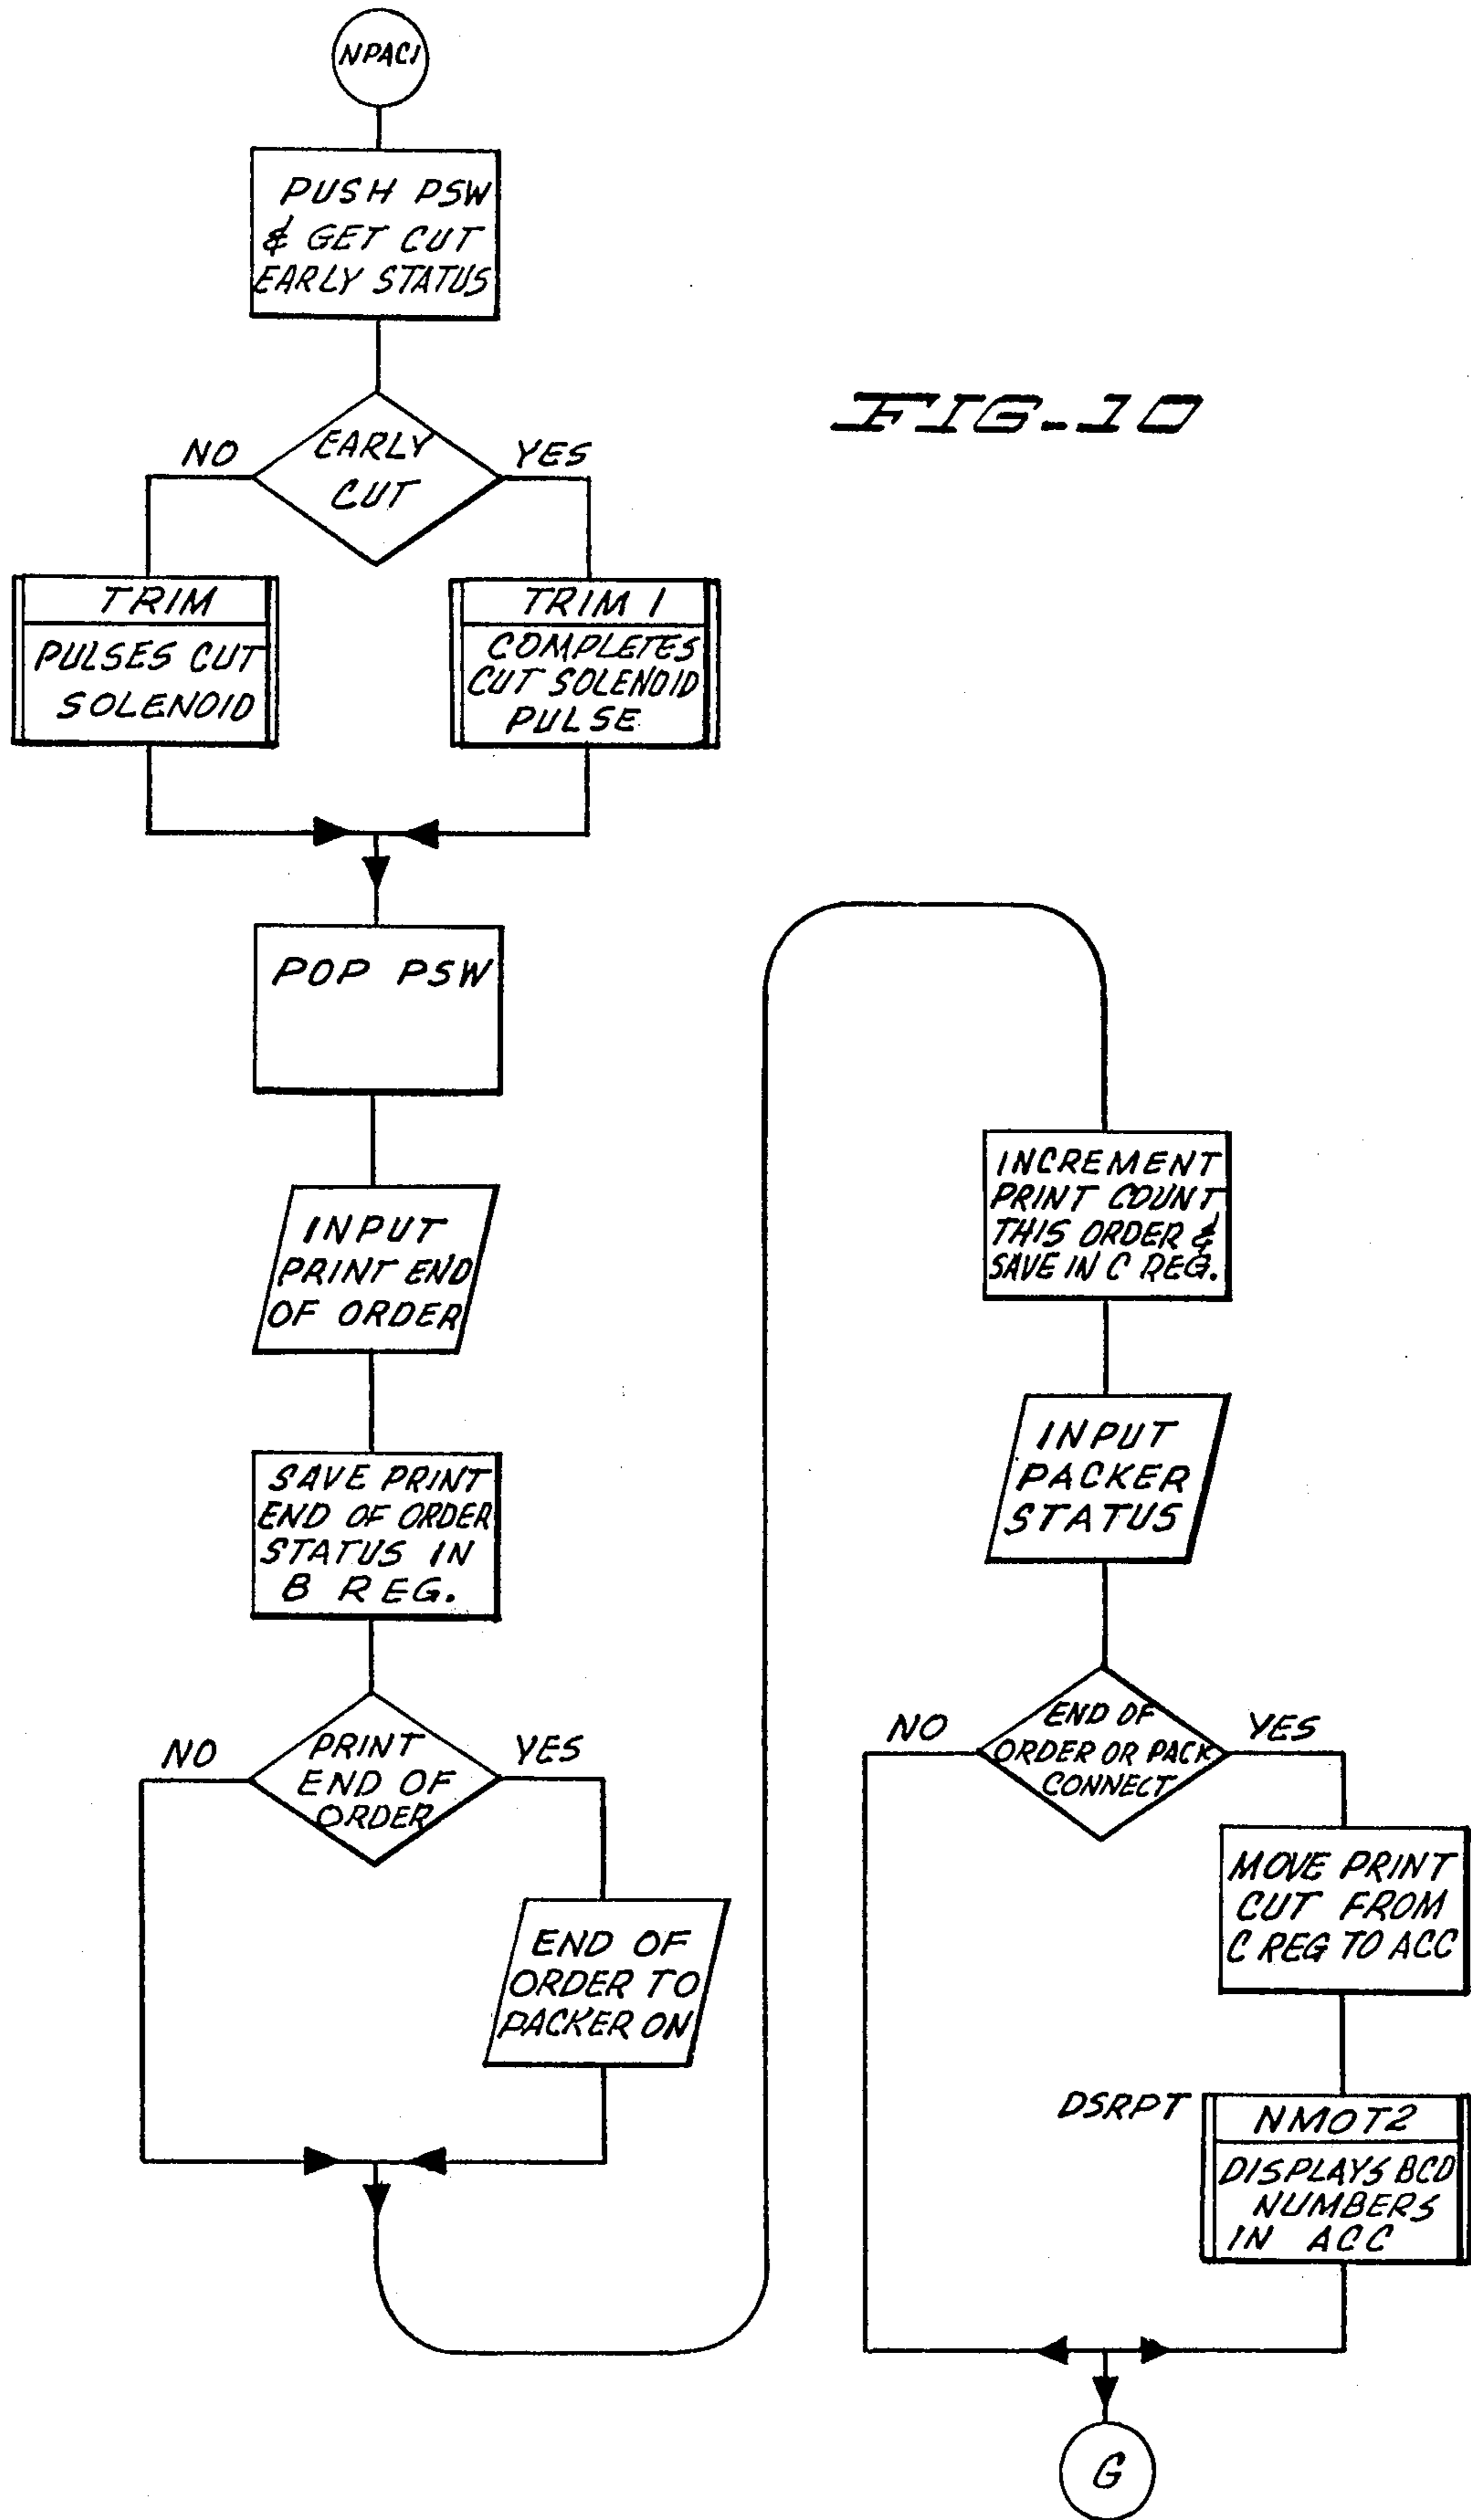 NPAC1
PUSH PSW
& GET CUT
EARLY STATUS
FIG-10
EARLY
CUT
NO
YES
TRIM
PULSES CUT
SOLENOID
TRIM 1
COMPLETES
CUT SOLENOID
PULSE
POP PSW
INPUT
PRINT END
OF ORDER
SAVE PRINT
END OF ORDER
STATUS IN
B REG.
PRINT
END OF
ORDER
NO
YES
END OF
ORDER TO
PACKER ON
INCREMENT
PRINT COUNT
THIS ORDER &
SAVE IN C REG.
INPUT
PACKER
STATUS
END OF
ORDER OR PACK
CONNECT
NO
YES
MOVE PRINT
CUT FROM
C REG TO ACC
DSRPT
NMOT2
DISPLAYS BCD
NUMBERS
IN ACC
G